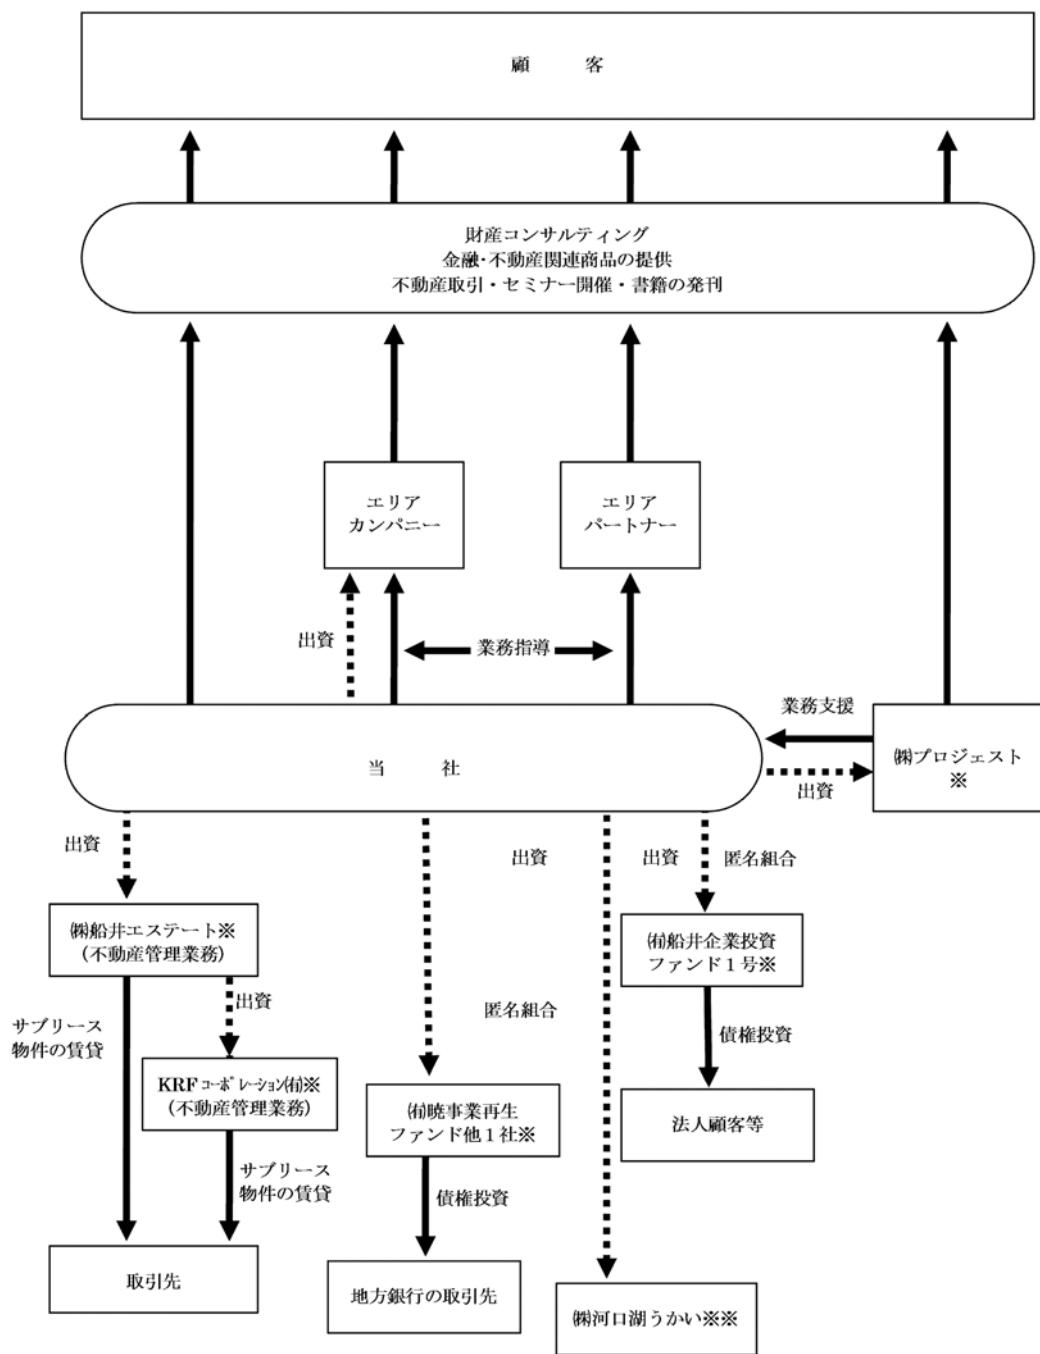 顧　　　客
財産コンサルティング
金融･不動産関連商品の提供
不動産取引・セミナー開催・書籍の発刊
エリア
カンパニー
エリア
パートナー
出資
業務指導
業務支援
当　　　社
㈱プロジェスト
※
出資
出資
出資
出資
匿名組合
㈱船井エステート※
(不動産管理業務)
㈲船井企業投資
ファンド１号※
出資
匿名組合
サブリース
物件の賃貸
債権投資
KRFｺｰﾎﾟﾚｰｼｮﾝ㈲※
(不動産管理業務)
㈲暁事業再生
ファンド他１社※
法人顧客等
サブリース
物件の賃貸
債権投資
取引先
地方銀行の取引先
㈱河口湖うかい※※